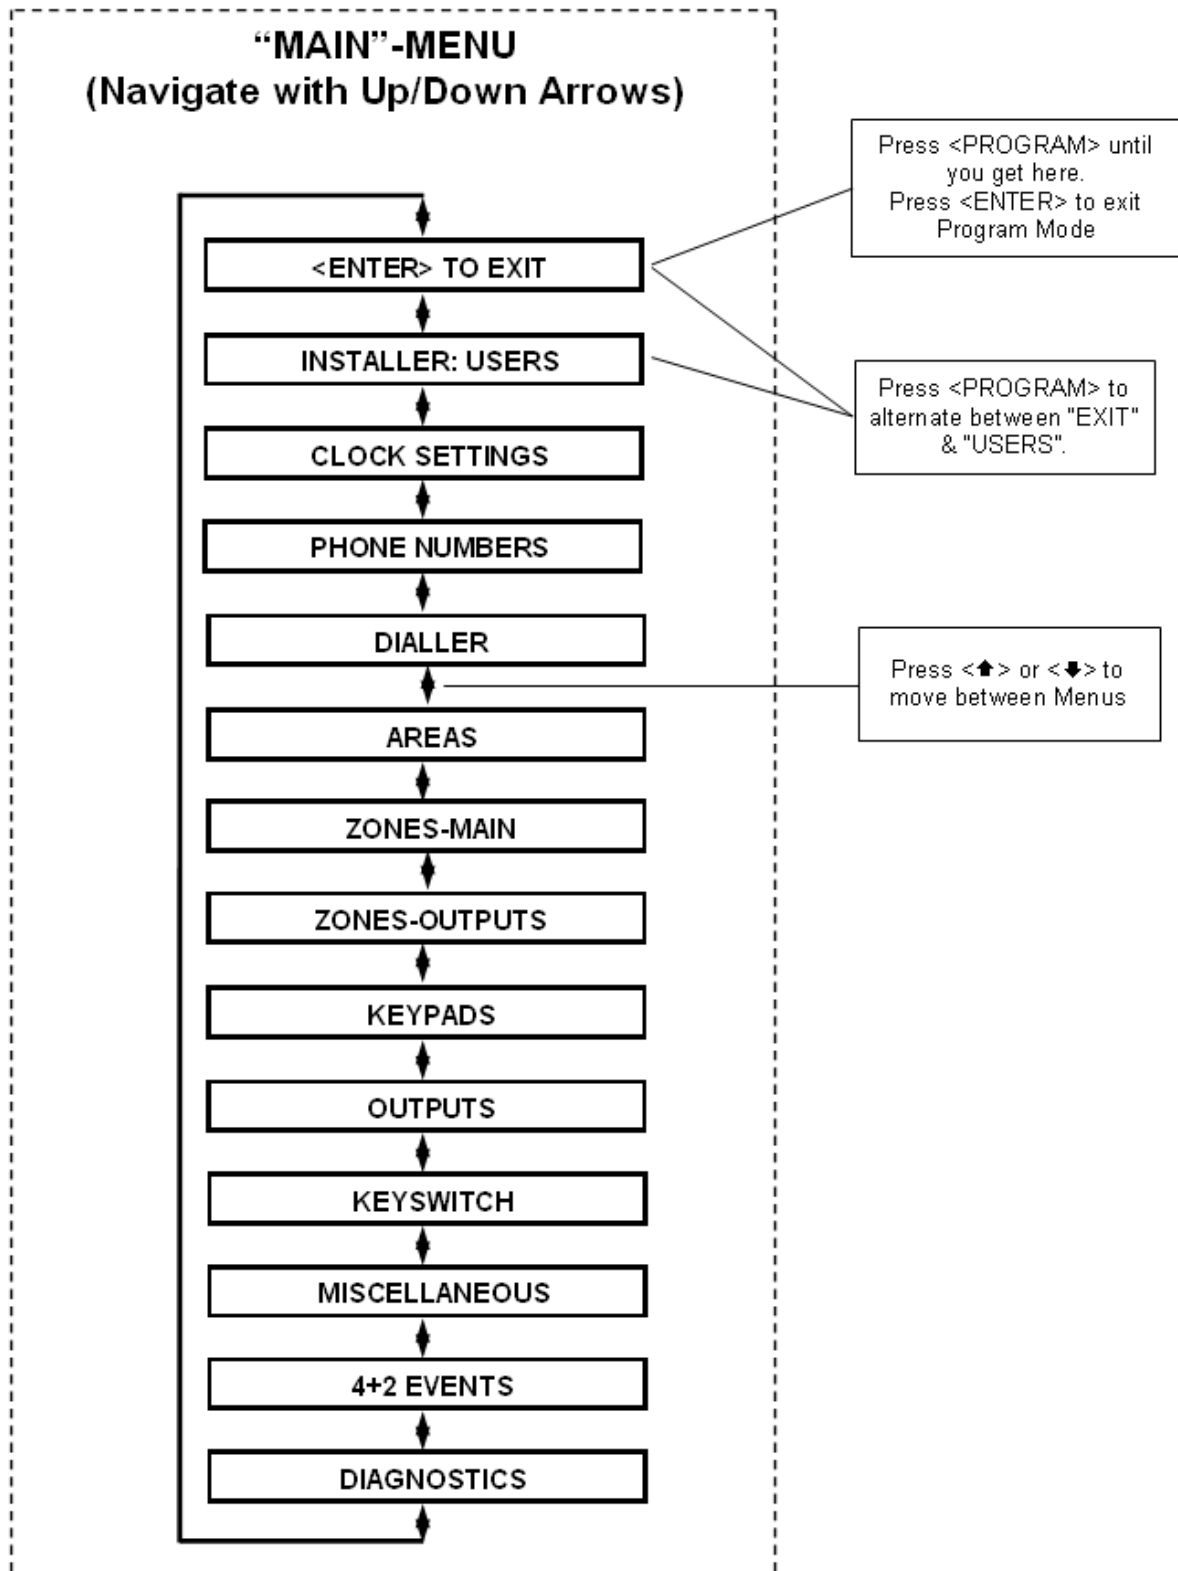 “MAIN”-MENU
(Navigate with Up/Down Arrows)
Press <PROGRAM> until
you get here.
Press <ENTER> to exit
Program Mode
<ENTER> TO EXIT
INSTALLER: USERS
Press <PROGRAM> to
alternate between "EXIT"
& "USERS".
CLOCK SETTINGS
PHONE NUMBERS
DIALLER
Press <🡅> or <🡇> to
move between Menus
AREAS
ZONES-MAIN
ZONES-OUTPUTS
KEYPADS
OUTPUTS
KEYSWITCH
MISCELLANEOUS
4+2 EVENTS
DIAGNOSTICS